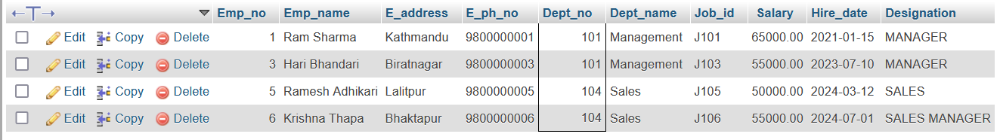 Emp_no Emp_name E_address E_ph_no Dept_no Dept_name Job_id Salary Hire_date Designation
Edit Copy Delete 1 Ram Sharma Kathmandu 9800000001 101 Management J101 65000.00 2021-01-15 MANAGER
Edit Copy Delete 3 Hari Bhandari Biratnagar 9800000003 101 Management J103 55000.00 2023-07-10 MANAGER
Edit Copy Delete 5 Ramesh Adhikari Lalitpur 9800000005 104 Sales J105 50000.00 2024-03-12 SALES
Edit Copy Delete 6 Krishna Thapa Bhaktapur 9800000006 104 Sales J106 55000.00 2024-07-01 SALES MANAGER